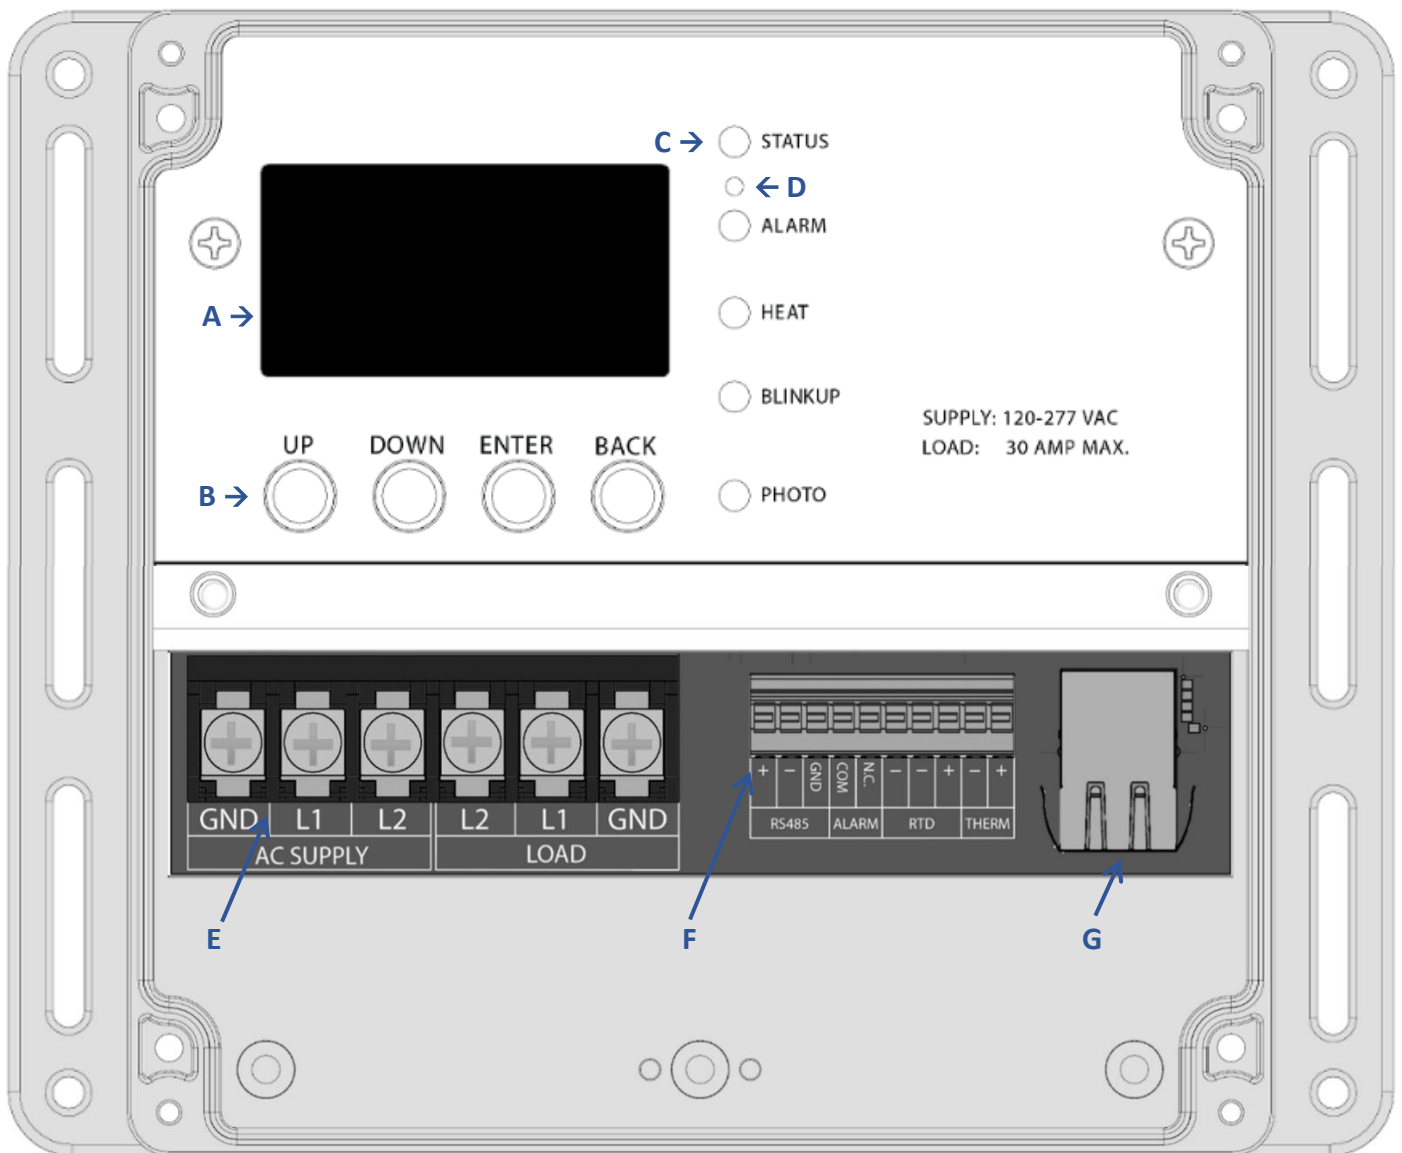 C → STATUS
← D
ALARM
A →
HEAT
BLINKUP
SUPPLY: 120-277 VAC
LOAD: 30 AMP MAX.
UP DOWN ENTER BACK
B →
PHOTO
+ − GND COM N.C. − − + − +
GND L1 L2 L2 L1 GND
RS485 ALARM RTD THERM
AC SUPPLY LOAD
E F G